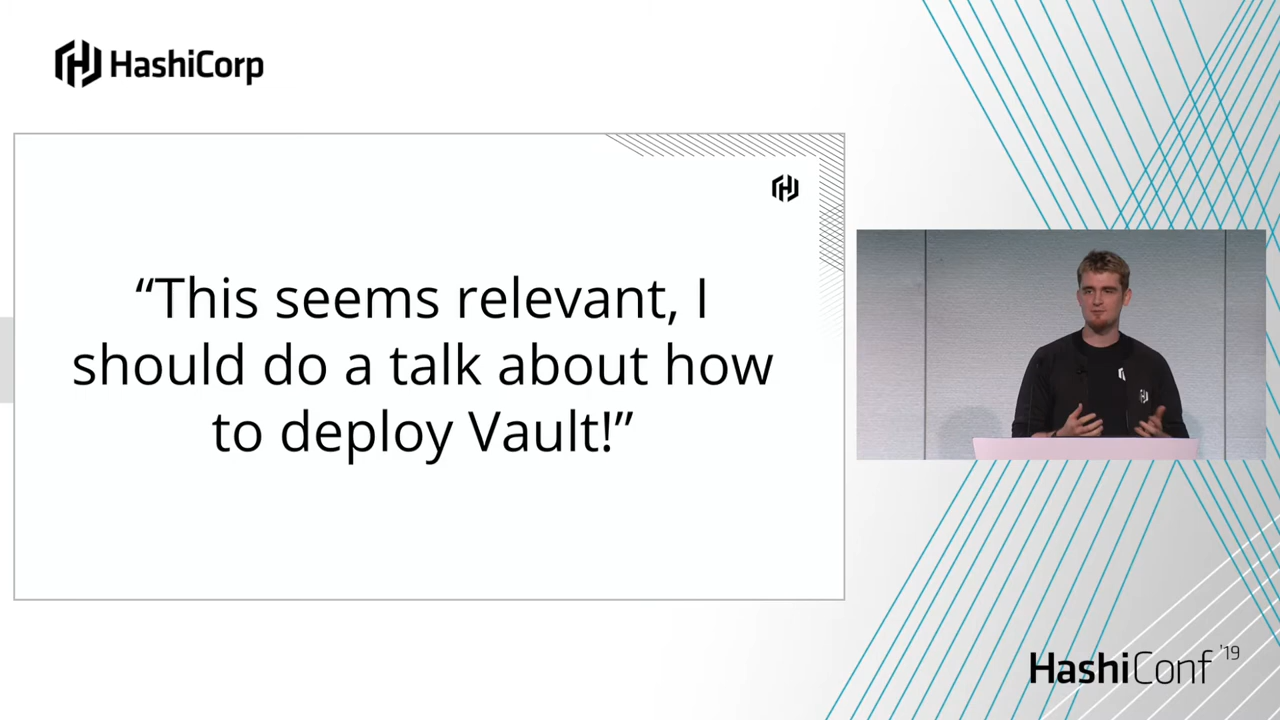 HashiCorp
“This seems relevant, I
should do a talk about how
to deploy Vault!”
HashiConf '19